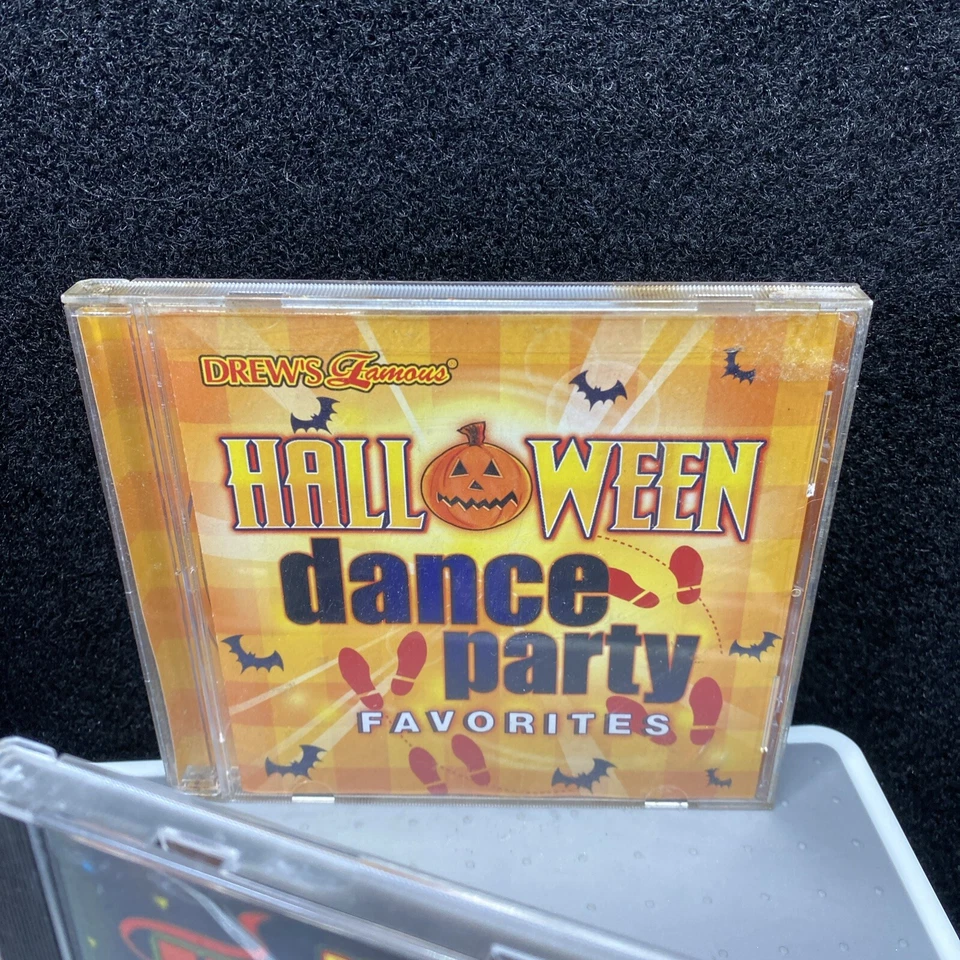 DREW'S Famous®
HALLOWEEN
dance
party
FAVORITES